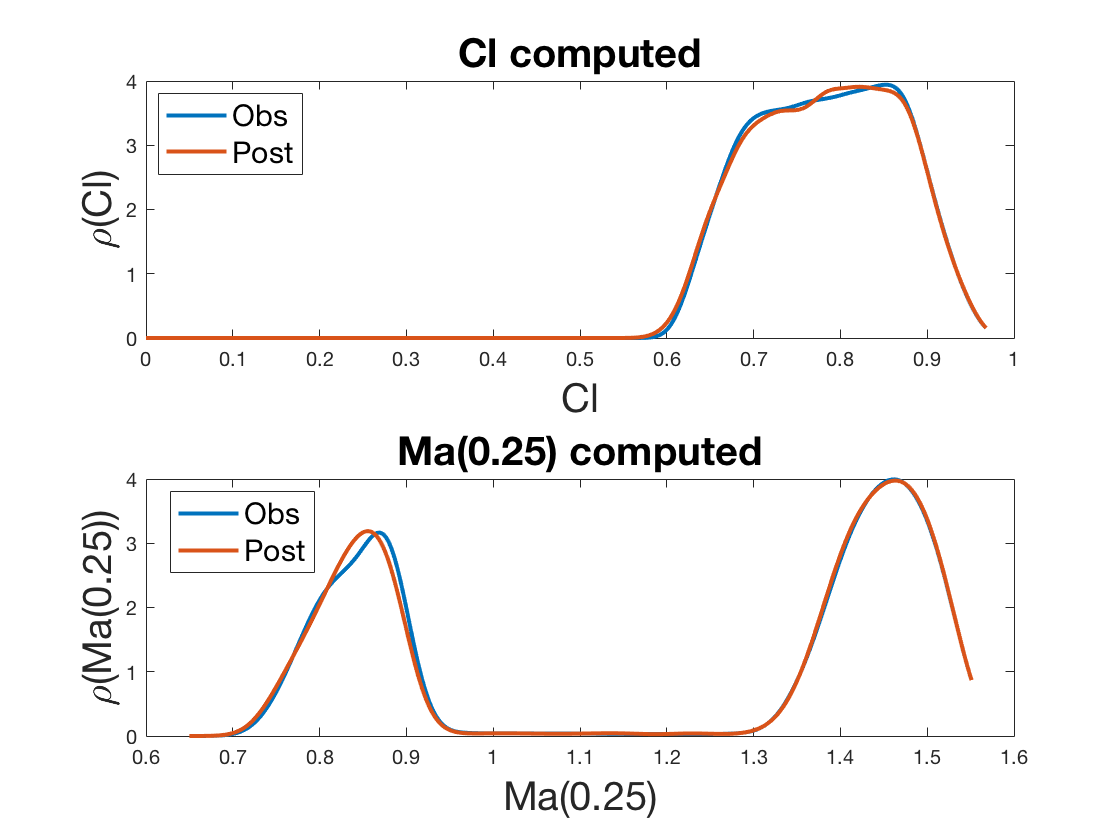 Cl computed
4
3
2
1
0
ρ(Cl)
Obs
Post
0 0.1 0.2 0.3 0.4 0.5 0.6 0.7 0.8 0.9 1
Cl
Ma(0.25) computed
4
3
2
1
0
ρ(Ma(0.25))
Obs
Post
0.6 0.7 0.8 0.9 1 1.1 1.2 1.3 1.4 1.5 1.6
Ma(0.25)